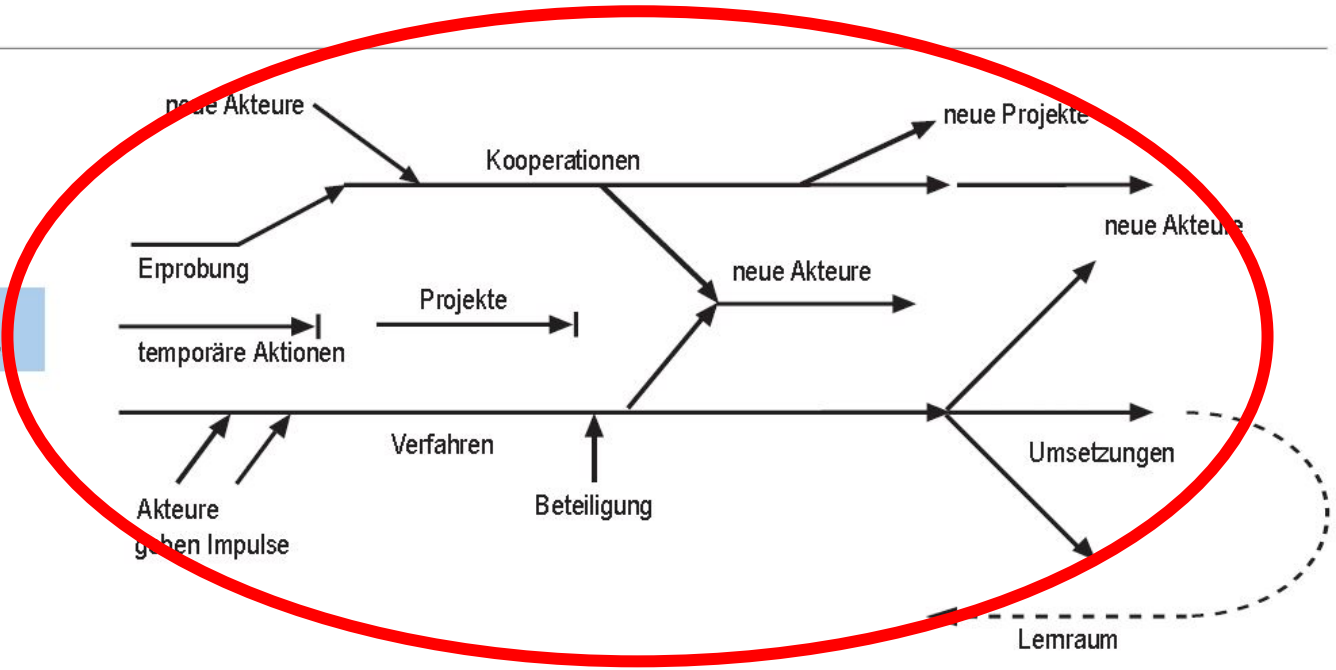 neue Akteure
neue Projekte
Kooperationen
neue Akteure
Erprobung
neue Akteure
Projekte
temporäre Aktionen
Verfahren
Umsetzungen
Beteiligung
Akteure
geben Impulse
Lernraum